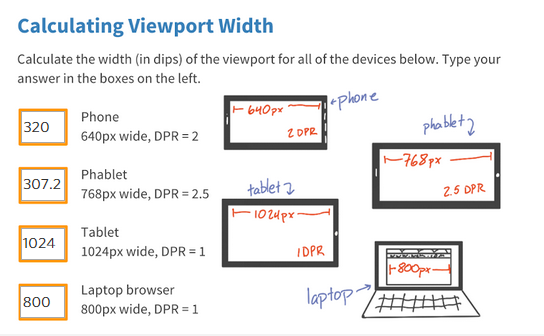 Calculating Viewport Width
Calculate the width (in dips) of the viewport for all of the devices below. Type your
answer in the boxes on the left.
320
Phone
640px wide, DPR = 2
307.2
Phablet
768px wide, DPR = 2.5
1024
Tablet
1024px wide, DPR = 1
800
Laptop browser
800px wide, DPR = 1
640px
2 DPR
phone
phablet
768px
2.5 DPR
tablet
1024px
1DPR
800px
laptop